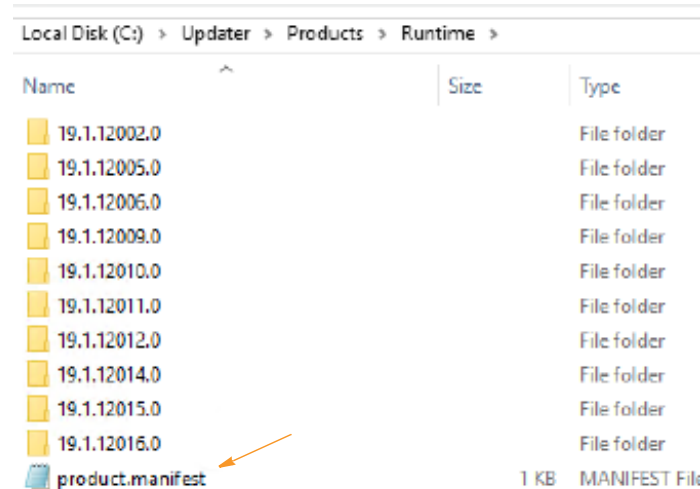 Local Disk (C:) > Updater > Products > Runtime >
Name Size Type
19.1.12002.0 File folder
19.1.12005.0 File folder
19.1.12006.0 File folder
19.1.12009.0 File folder
19.1.12010.0 File folder
19.1.12011.0 File folder
19.1.12012.0 File folder
19.1.12014.0 File folder
19.1.12015.0 File folder
19.1.12016.0 File folder
product.manifest 1 KB MANIFEST File